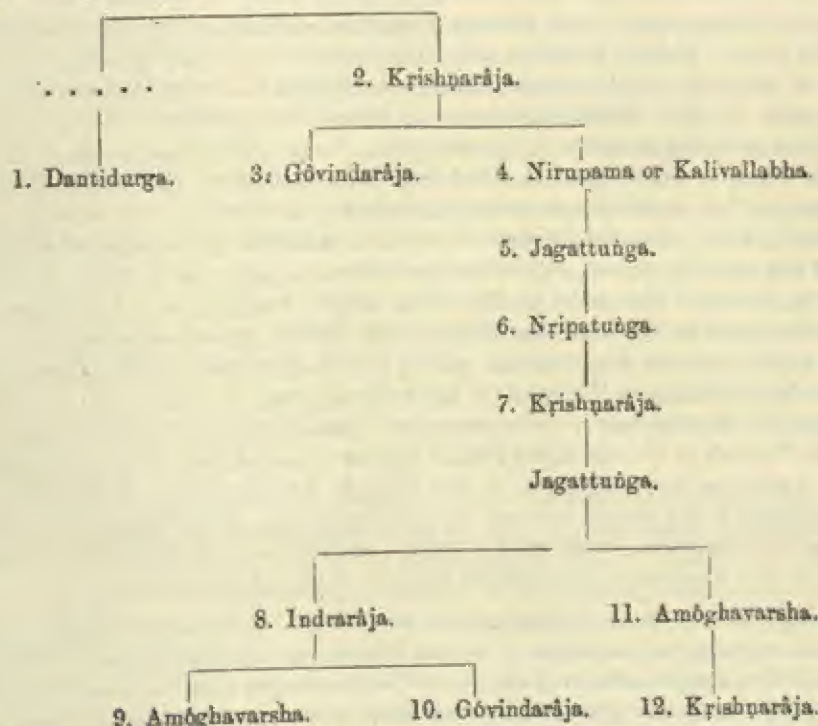 . . . . .
2. Kṛishṇarâja.
1. Dantidurga. 3. Gôvindarâja. 4. Nirupama or Kalivallabha.
5. Jagattuṅga.
6. Nṛipatuṅga.
7. Kṛishṇarâja.
Jagattuṅga.
8. Indrarâja. 11. Amôghavarsha.
9. Amôghavarsha. 10. Gôvindarâja. 12. Kṛishṇarâja.